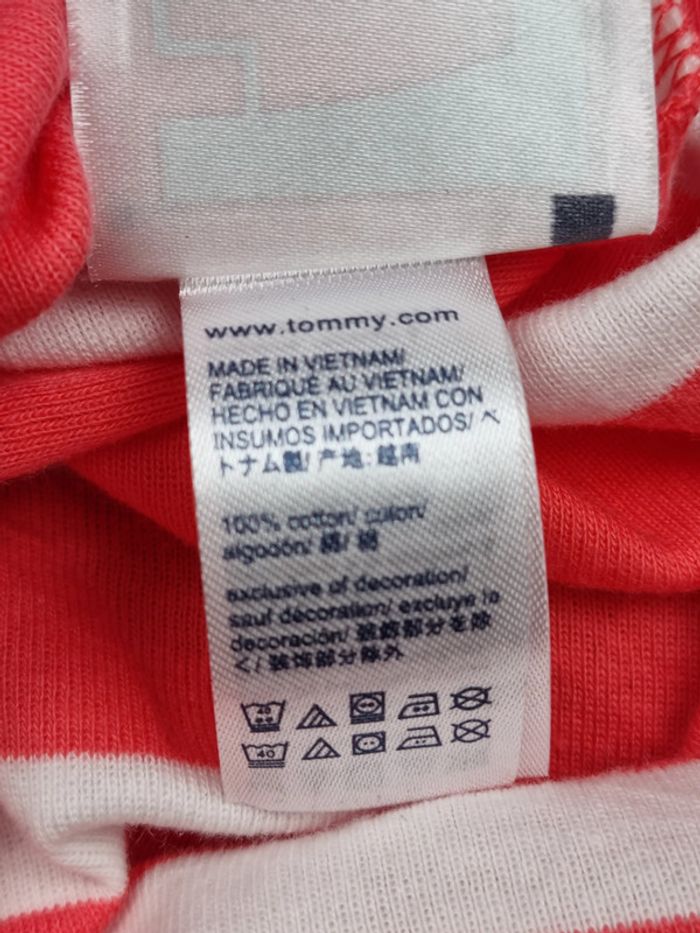 www.tommy.com
MADE IN VIETNAM/
FABRIQUÉ AU VIETNAM/
HECHO EN VIETNAM CON
INSUMOS IMPORTADOS/ ベ
トナム製/ 产地:越南
100% cotton/ coton/
algodón/ 綿/ 棉
exclusive of decoration/
sauf décoration/ excluye la
decoración/ 装飾部分を除
く/ 装饰部分除外
40
40